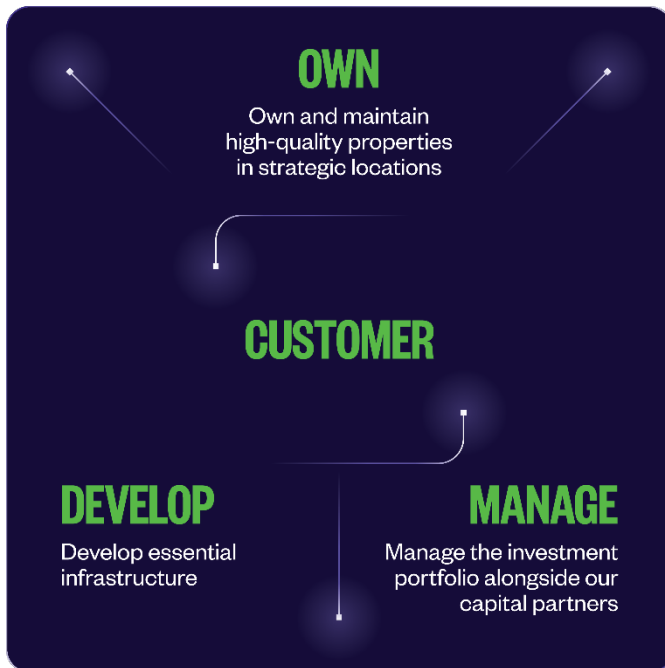 OWN
Own and maintain
high-quality properties
in strategic locations
CUSTOMER
DEVELOP
Develop essential
infrastructure
MANAGE
Manage the investment
portfolio alongside our
capital partners